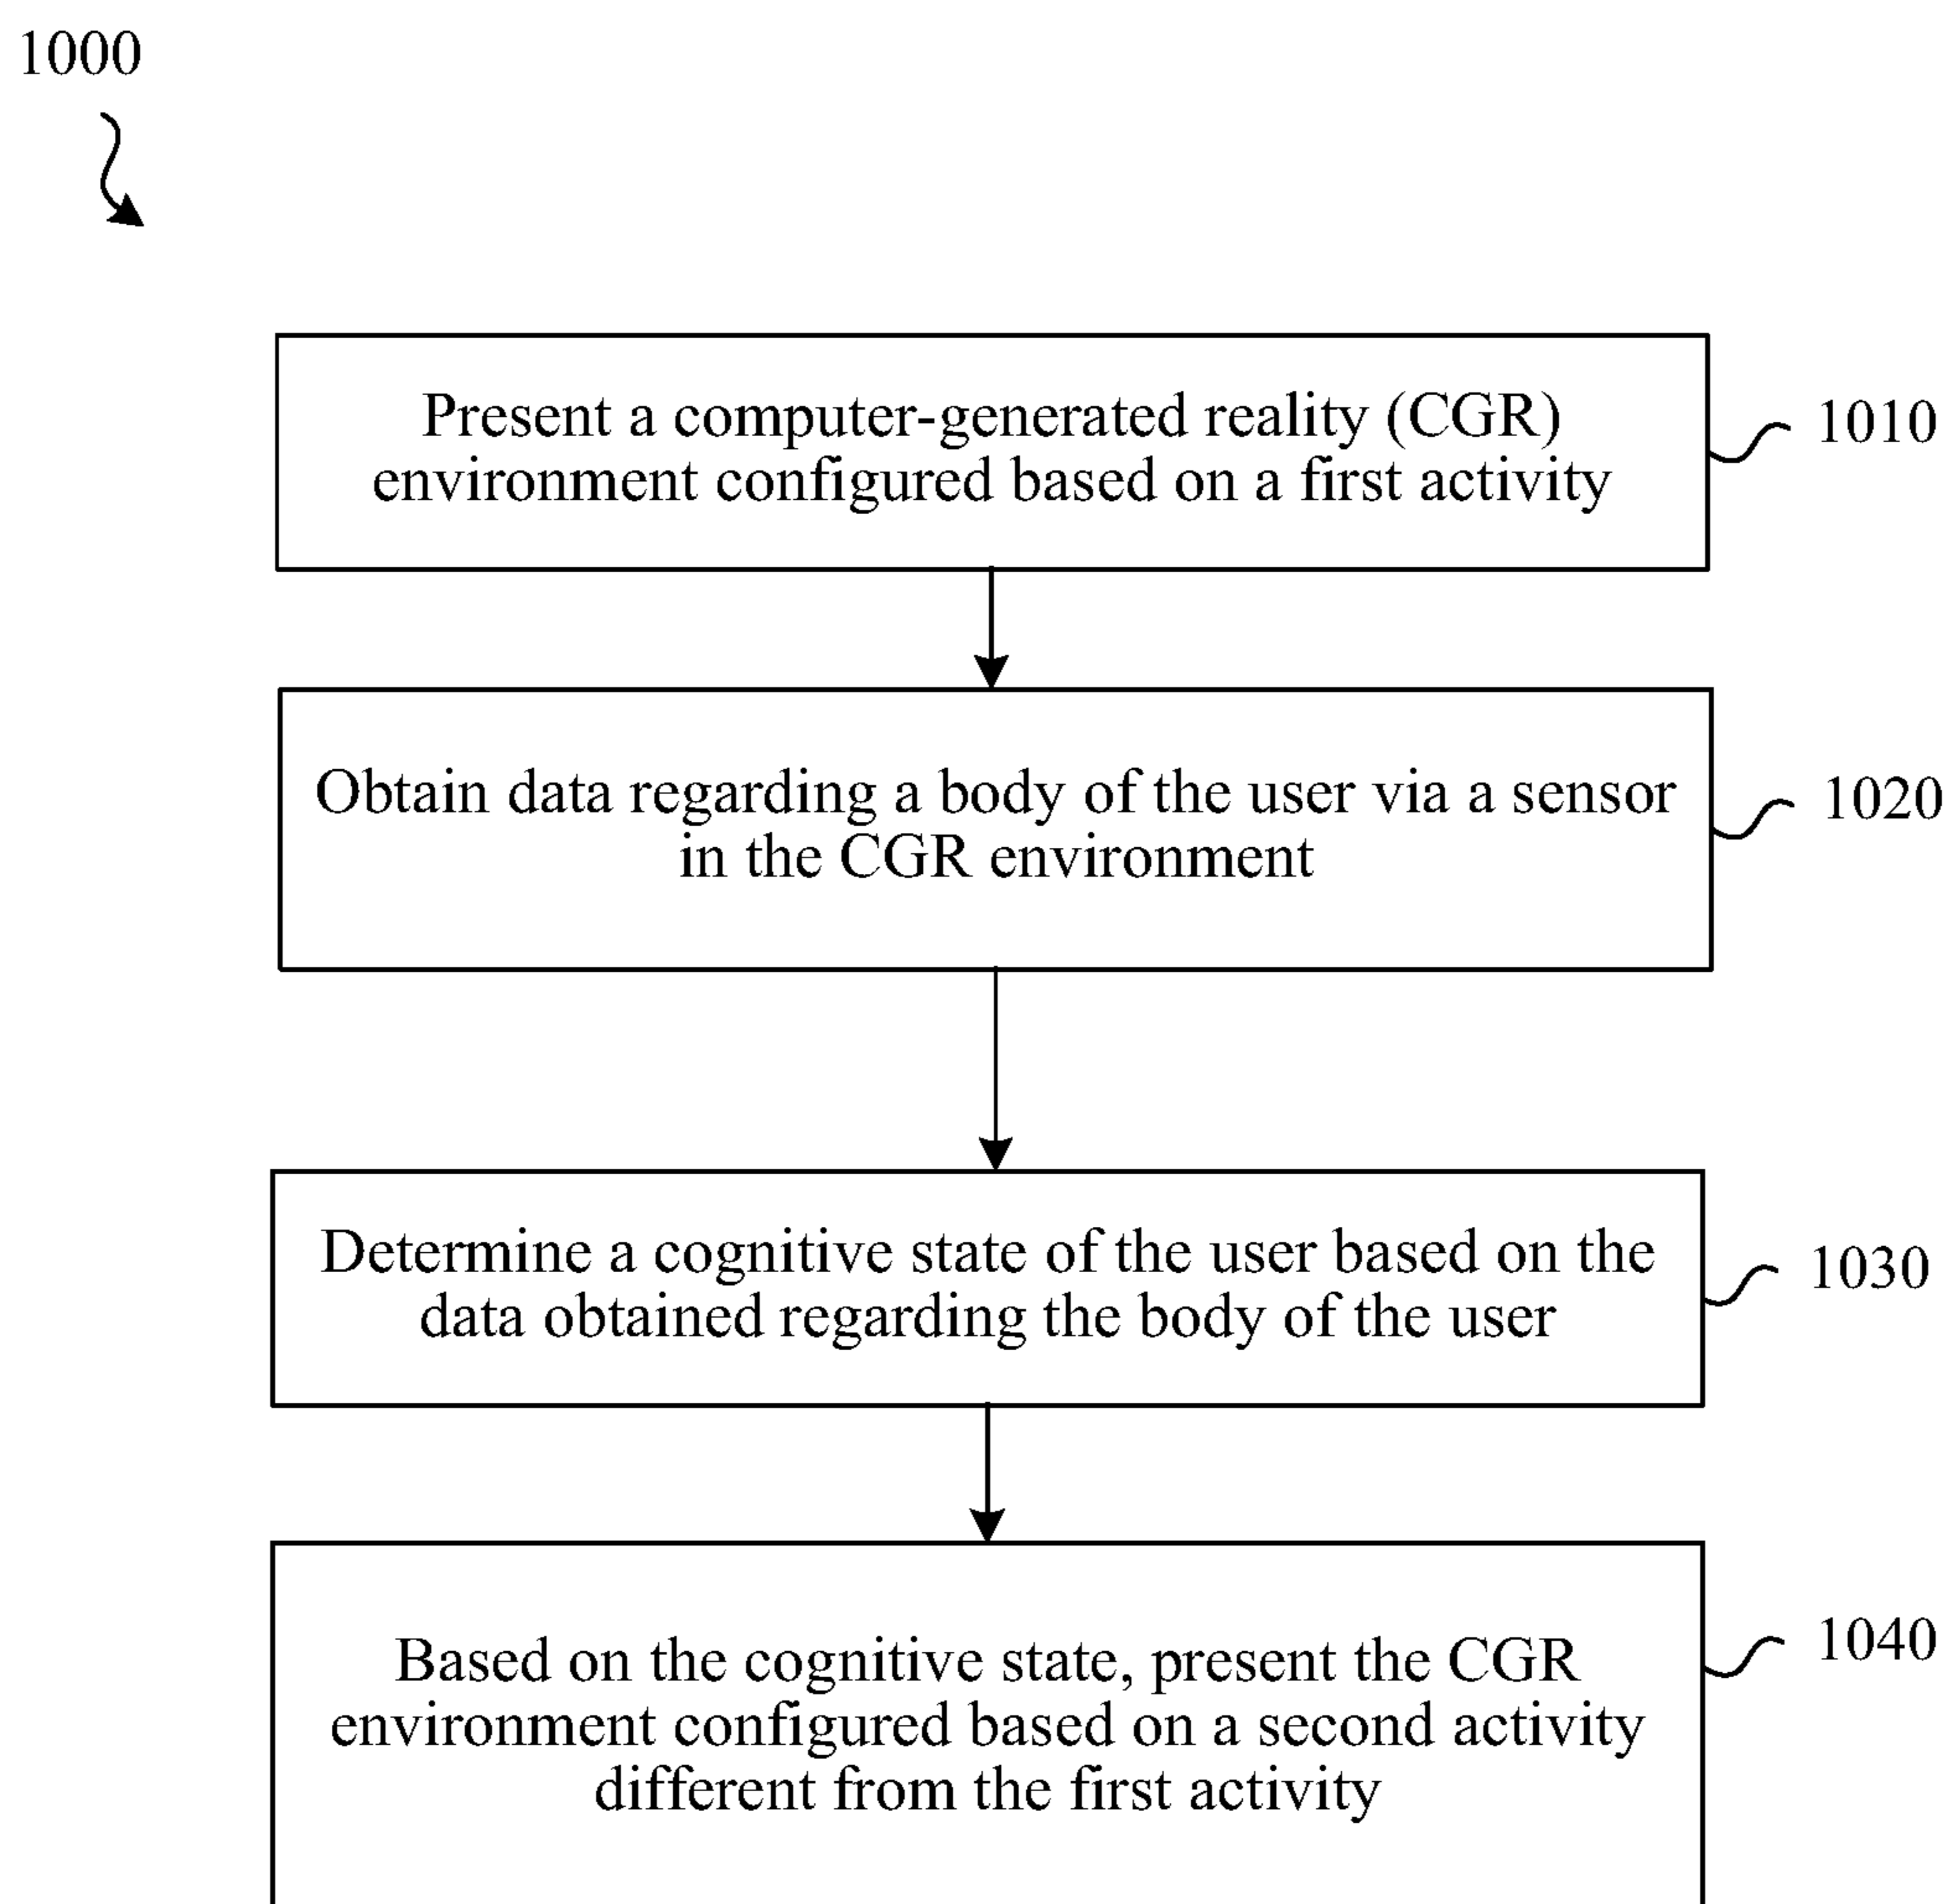 1000
Present a computer-generated reality (CGR)
environment configured based on a first activity
1010
Obtain data regarding a body of the user via a sensor
in the CGR environment
1020
Determine a cognitive state of the user based on the
data obtained regarding the body of the user
1030
Based on the cognitive state, present the CGR
environment configured based on a second activity
different from the first activity
1040